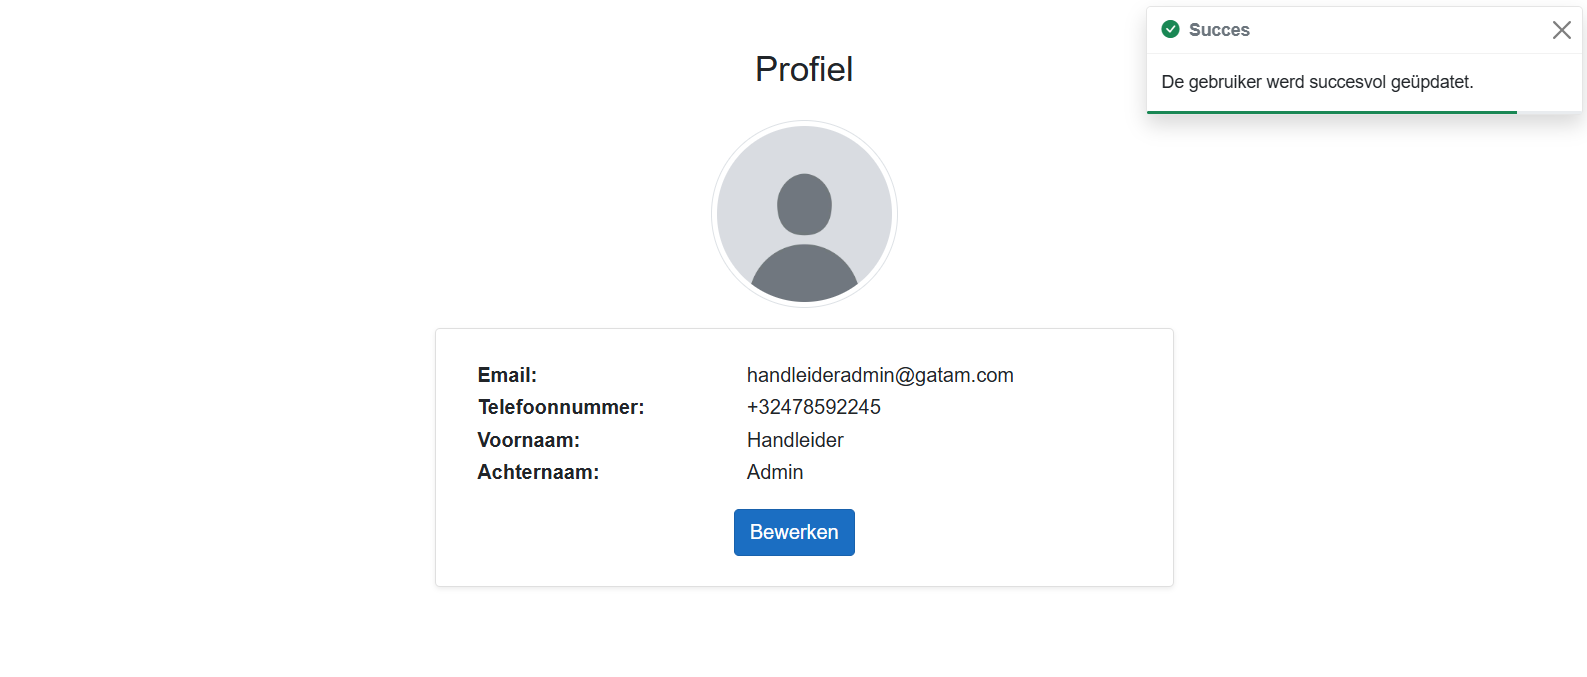 Profiel
Succes
De gebruiker werd succesvol geüpdatet.
Email: handleideradmin@gatam.com
Telefoonnummer: +32478592245
Voornaam: Handleider
Achternaam: Admin
Bewerken